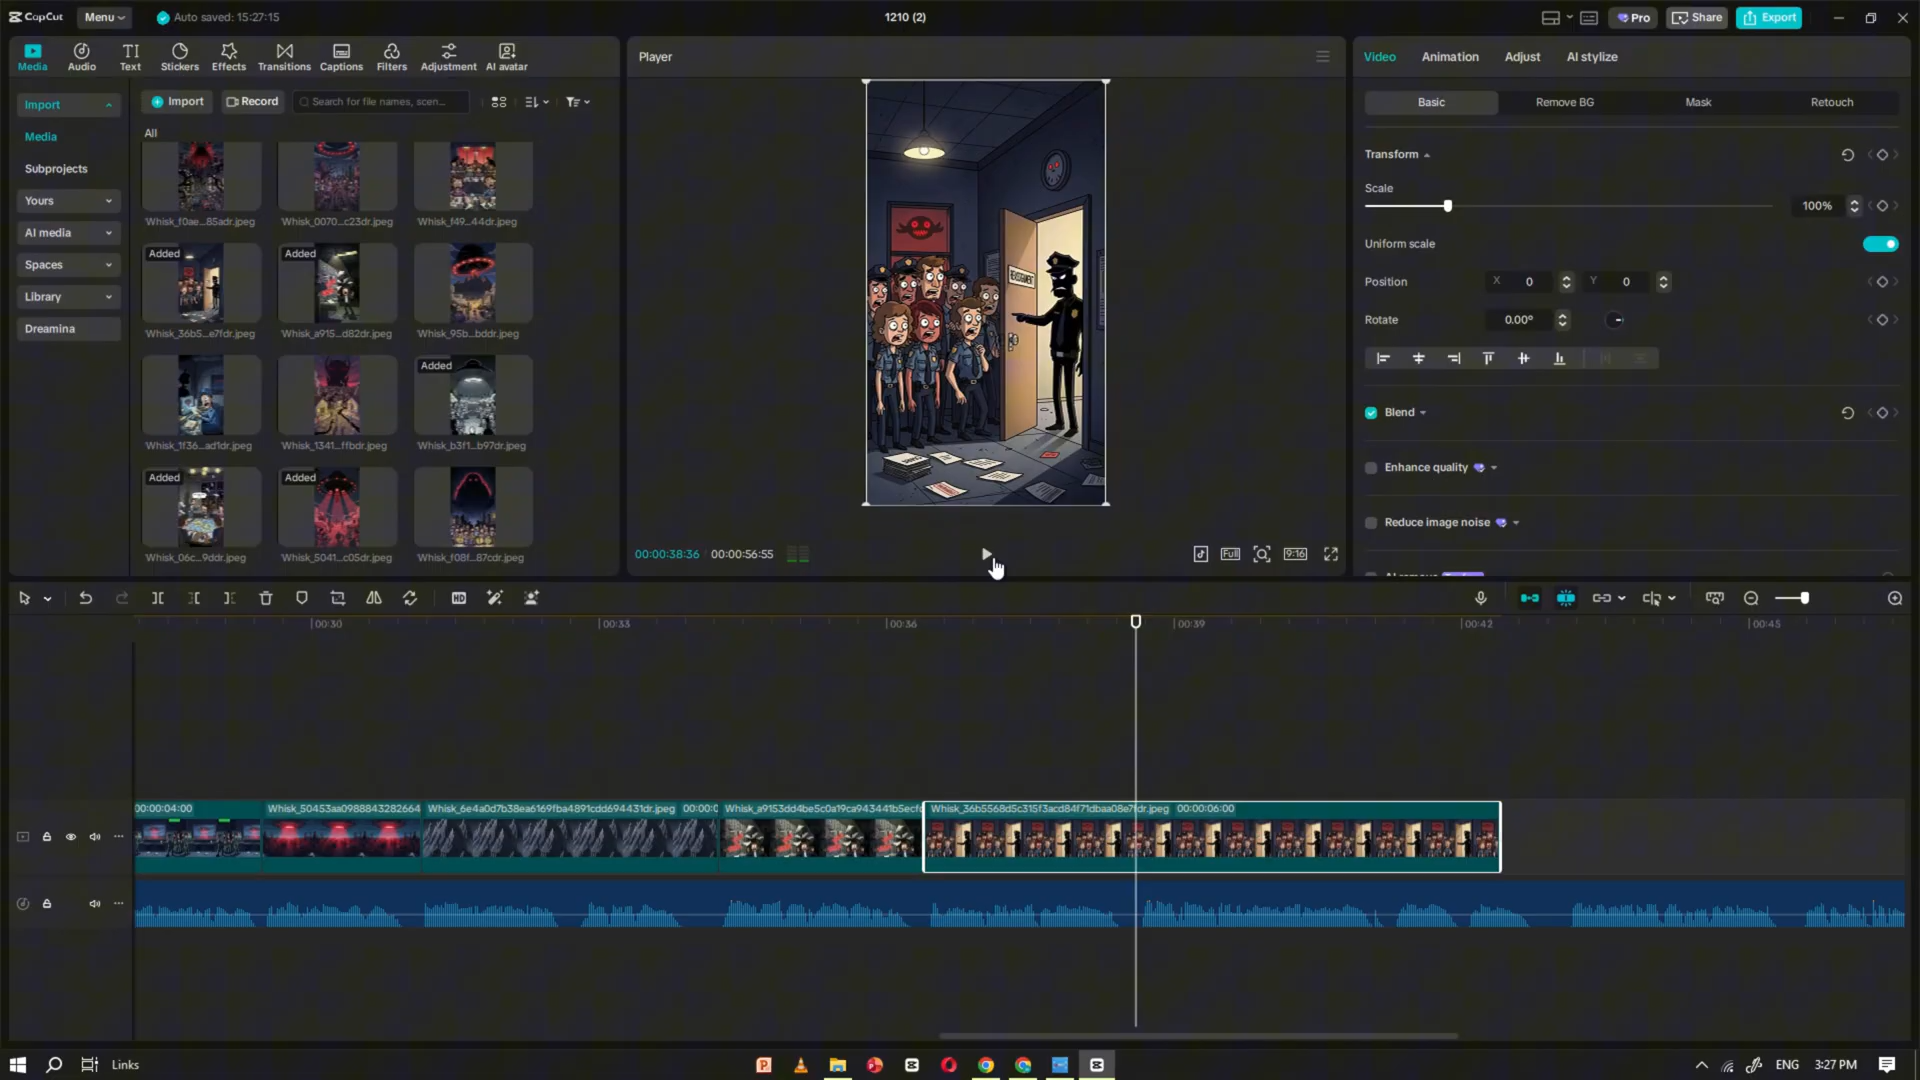 CapCut
Menu
Auto saved: 15:27:15
1210 (2)
Pro
Share
Export
Media
Audio
Text
Stickers
Effects
Transitions
Captions
Filters
Adjustment
AI avatar
Import
Media
Subprojects
Yours
AI media
Spaces
Library
Dreamina
Import
Record
Search for file names, scen...
All
Whisk_f0ae...85adr.jpeg
Whisk_0070...c23dr.jpeg
Whisk_f49...44dr.jpeg
Added
Added
Whisk_36b5...e7fdr.jpeg
Whisk_a915...d82dr.jpeg
Whisk_95b...bddr.jpeg
Added
Whisk_1f36...ad1dr.jpeg
Whisk_1341...ffbdr.jpeg
Whisk_b3f1...b97dr.jpeg
Added
Added
Whisk_06c...9ddr.jpeg
Whisk_5041...c05dr.jpeg
Whisk_f08f...87cdr.jpeg
Player
00:00:38:36
00:00:56:55
Full
9:16
Video
Animation
Adjust
AI stylize
Basic
Remove BG
Mask
Retouch
Transform
Scale
100%
Uniform scale
Position
X 0
Y 0
Rotate
0.00°
Blend
Enhance quality
Reduce image noise
AI remove
HD
00:30
00:33
00:36
00:39
00:42
00:45
00:00:04:00
Whisk_50453aa0988843282664
Whisk_6e4a0d7b38ea6169fba4891cdd694431dr.jpeg 00:00:0
Whisk_a9153dd4be5c0a19ca943441b5ecfd
Whisk_36b5568d5c315f3acd84f71dbaa08e7fdr.jpeg 00:00:06:00
Links
ENG
3:27 PM